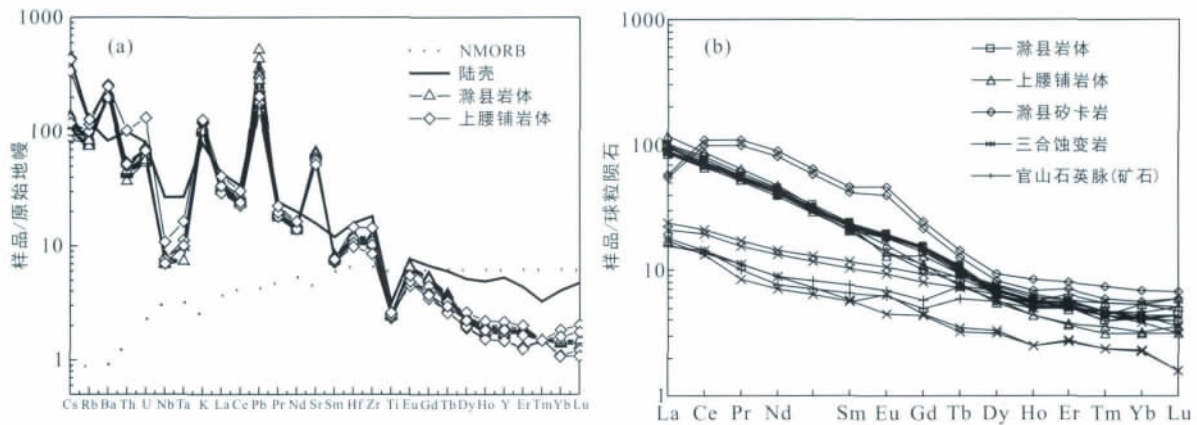 1000
100
10
1
样品/原始地幔
(a)
NMORB
陆壳
滁县岩体
上腰铺岩体
Cs Rb Ba Th U Nb Ta K La Ce Pb Pr Nd Sr Sm Hf Zr Ti Eu Gd Tb Dy Ho Y Er Tm Yb Lu
1000
100
10
1
样品/球粒陨石
(b)
滁县岩体
上腰铺岩体
滁县矽卡岩
三合蚀变岩
官山石英脉(矿石)
La Ce Pr Nd Sm Eu Gd Tb Dy Ho Er Tm Yb Lu